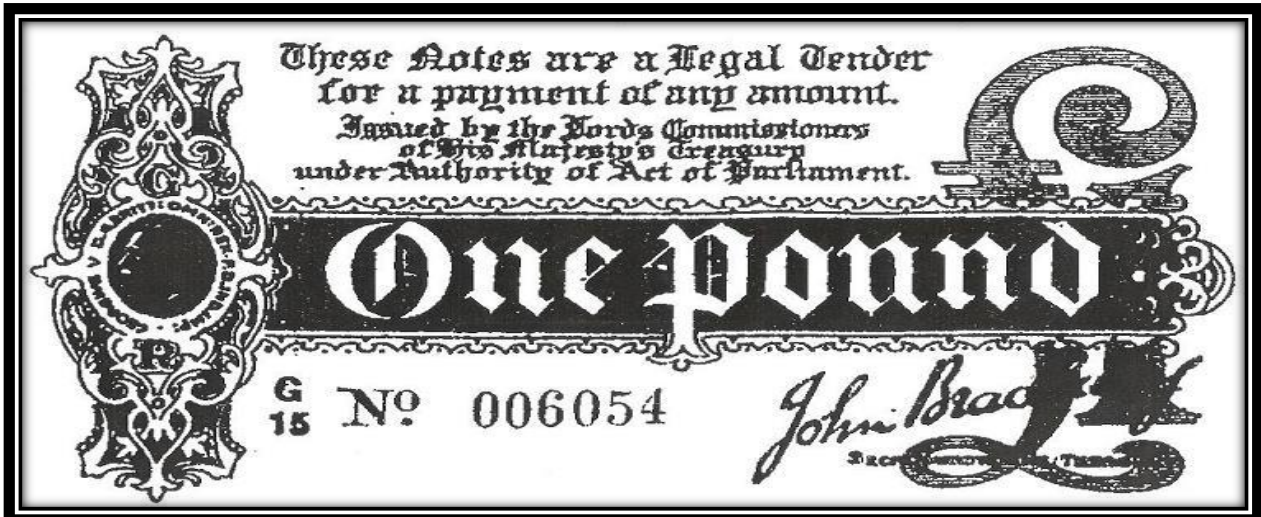 These Notes are a Legal Tender
for a payment of any amount.
Issued by the Lords Commissioners
of His Majesty's Treasury
under Authority of Act of Parliament.
G
One Pound
R
G
15 Nº 006054
John